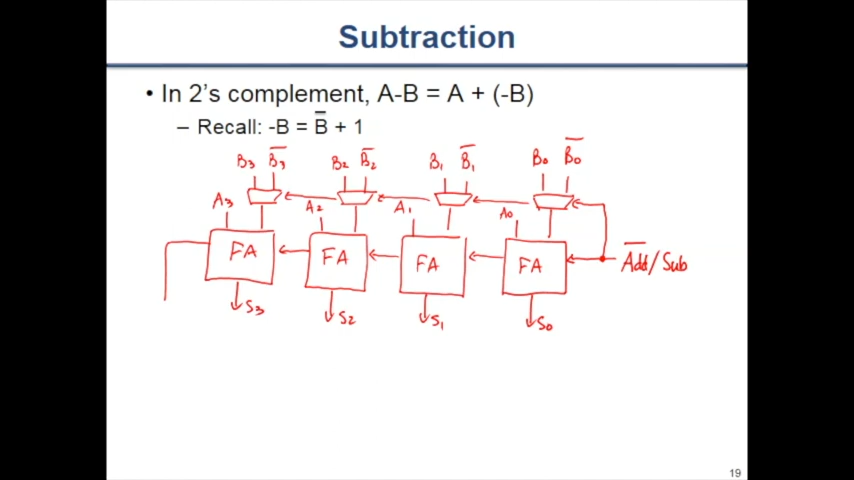 Subtraction
• In 2's complement, A-B = A + (-B)
– Recall: -B = B̅ + 1
B3 B̅3 B2 B̅2 B1 B̅1 B0 B̅0
A3 A2 A1 A0
FA FA FA FA A̅d̅d̅/Sub
S3 S2 S1 S0
19